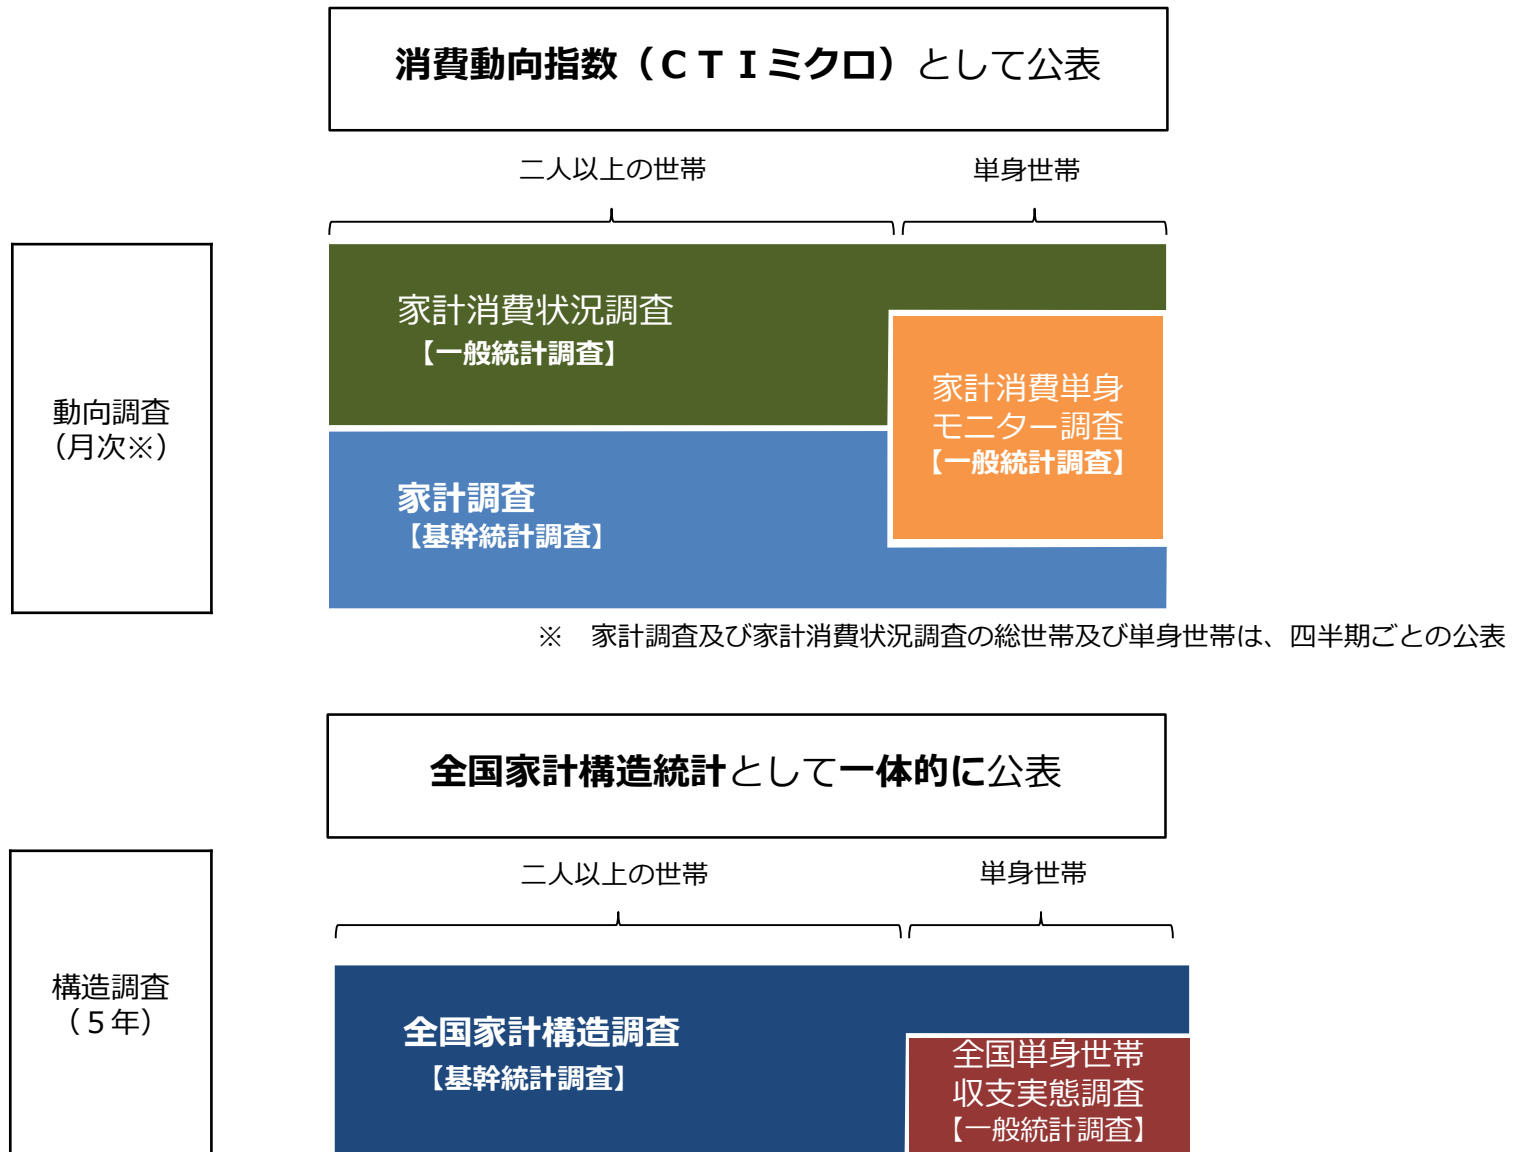 消費動向指数（ＣＴＩミクロ）として公表
二人以上の世帯
単身世帯
動向調査
（月次※）
家計消費状況調査
【一般統計調査】
家計消費単身
モニター調査
【一般統計調査】
家計調査
【基幹統計調査】
※　家計調査及び家計消費状況調査の総世帯及び単身世帯は、四半期ごとの公表
全国家計構造統計として一体的に公表
二人以上の世帯
単身世帯
構造調査
（５年）
全国家計構造調査
【基幹統計調査】
全国単身世帯
収支実態調査
【一般統計調査】